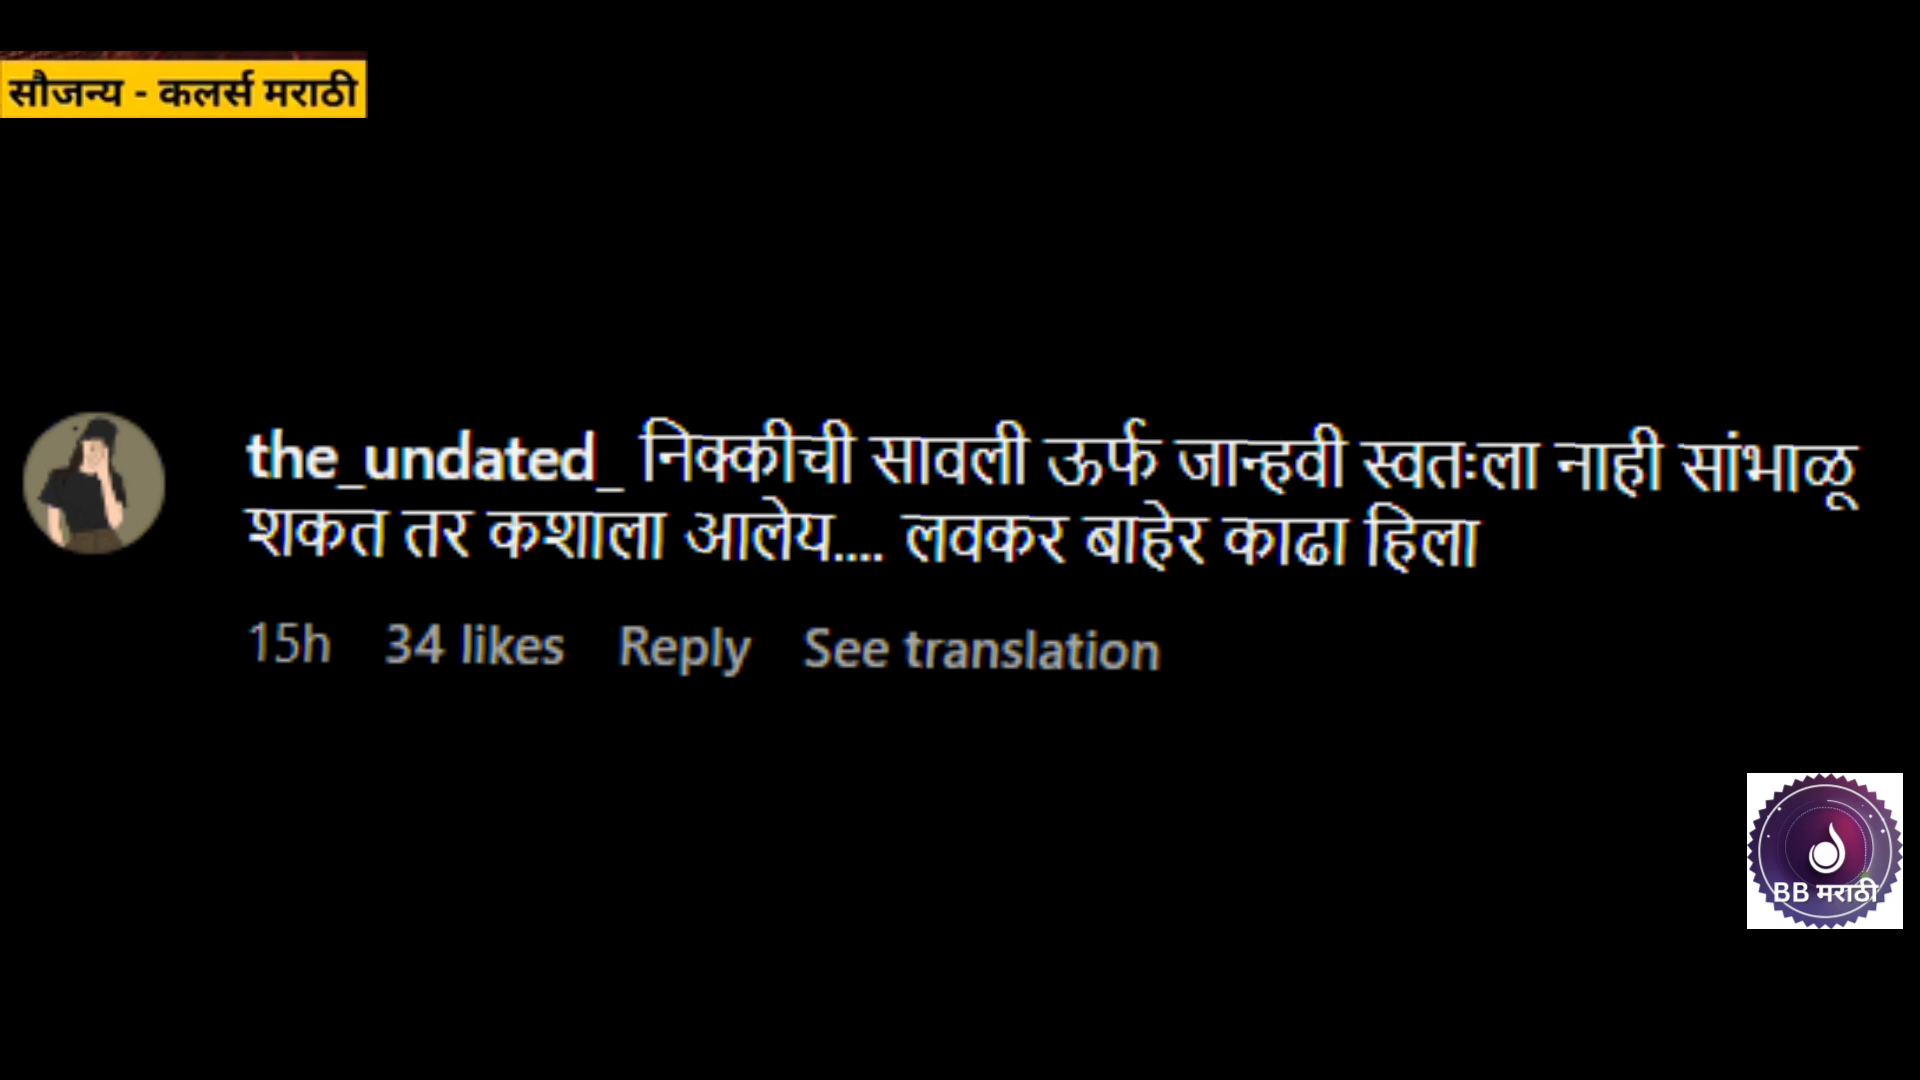 सौजन्य - कलर्स मराठी
the_undated_ निक्कीची सावली ऊर्फ जान्हवी स्वतःला नाही सांभाळू
शकत तर कशाला आलेय.... लवकर बाहेर काढा हिला
15h 34 likes Reply See translation
BB मराठी